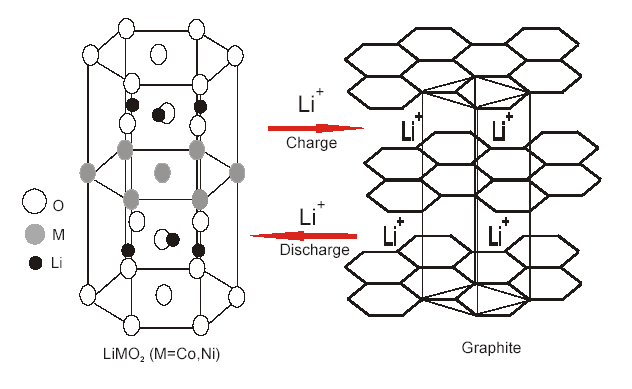 Li+
Charge
Li+
Discharge
O
M
Li
LiMO2 (M=Co,Ni)
Li+ Li+
Li+ Li+
Graphite